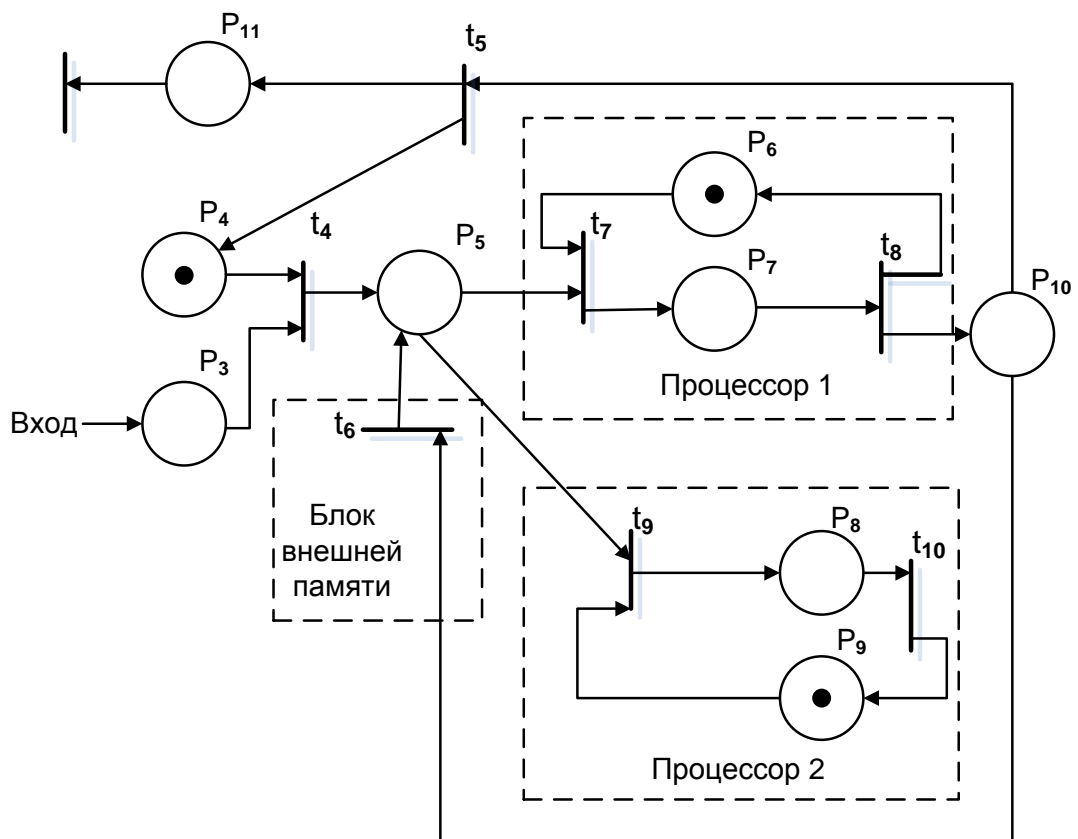 P11
t5
P6
P4
t4
P5
t7
P7
t8
P10
P3
Процессор 1
Вход
t6
Блок
внешней
памяти
t9
P8
t10
P9
Процессор 2